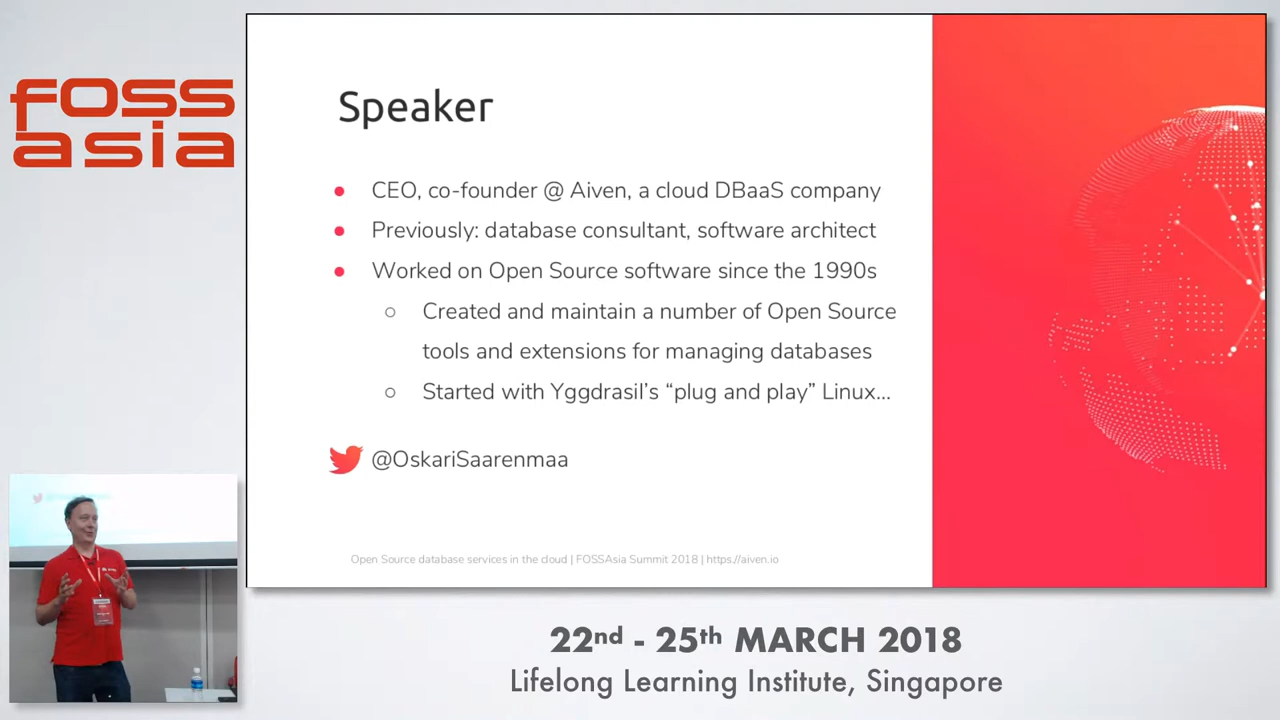 FOSS
asia
Speaker
● CEO, co-founder @ Aiven, a cloud DBaaS company
● Previously: database consultant, software architect
● Worked on Open Source software since the 1990s
○ Created and maintain a number of Open Source
tools and extensions for managing databases
○ Started with Yggdrasil’s “plug and play” Linux...
@OskariSaarenmaa
Open Source database services in the cloud | FOSSAsia Summit 2018 | https://aiven.io
22nd - 25th MARCH 2018
Lifelong Learning Institute, Singapore